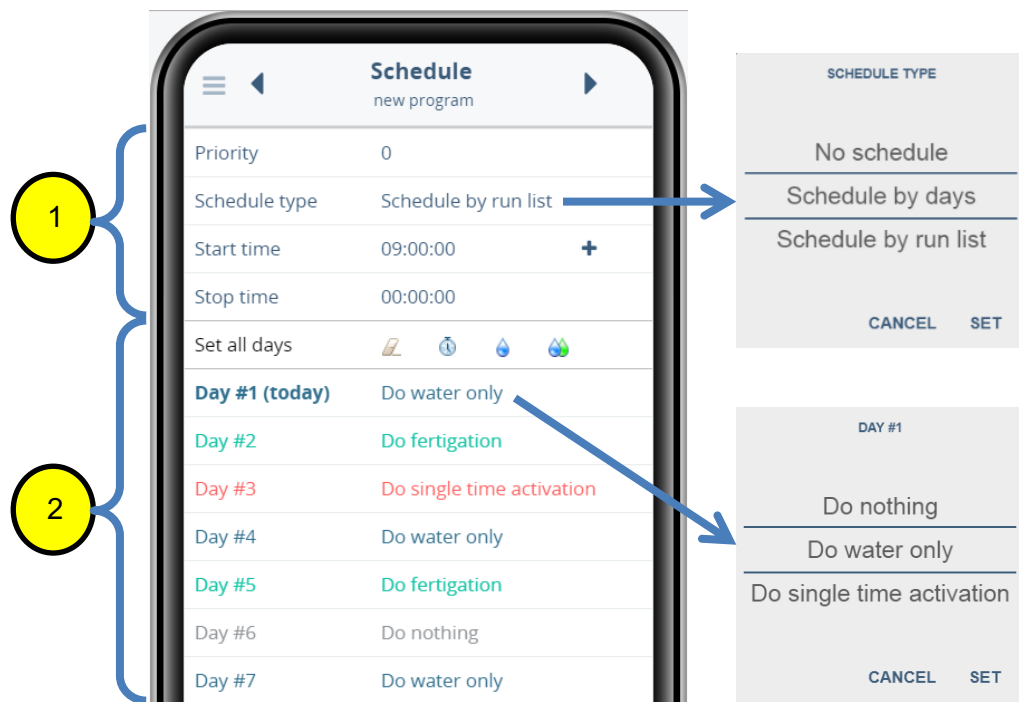 Schedule
new program
Priority 0
Schedule type Schedule by run list
Start time 09:00:00 +
Stop time 00:00:00
Set all days
Day #1 (today) Do water only
Day #2 Do fertigation
Day #3 Do single time activation
Day #4 Do water only
Day #5 Do fertigation
Day #6 Do nothing
Day #7 Do water only
1
2
SCHEDULE TYPE
No schedule
Schedule by days
Schedule by run list
CANCEL SET
DAY #1
Do nothing
Do water only
Do single time activation
CANCEL SET